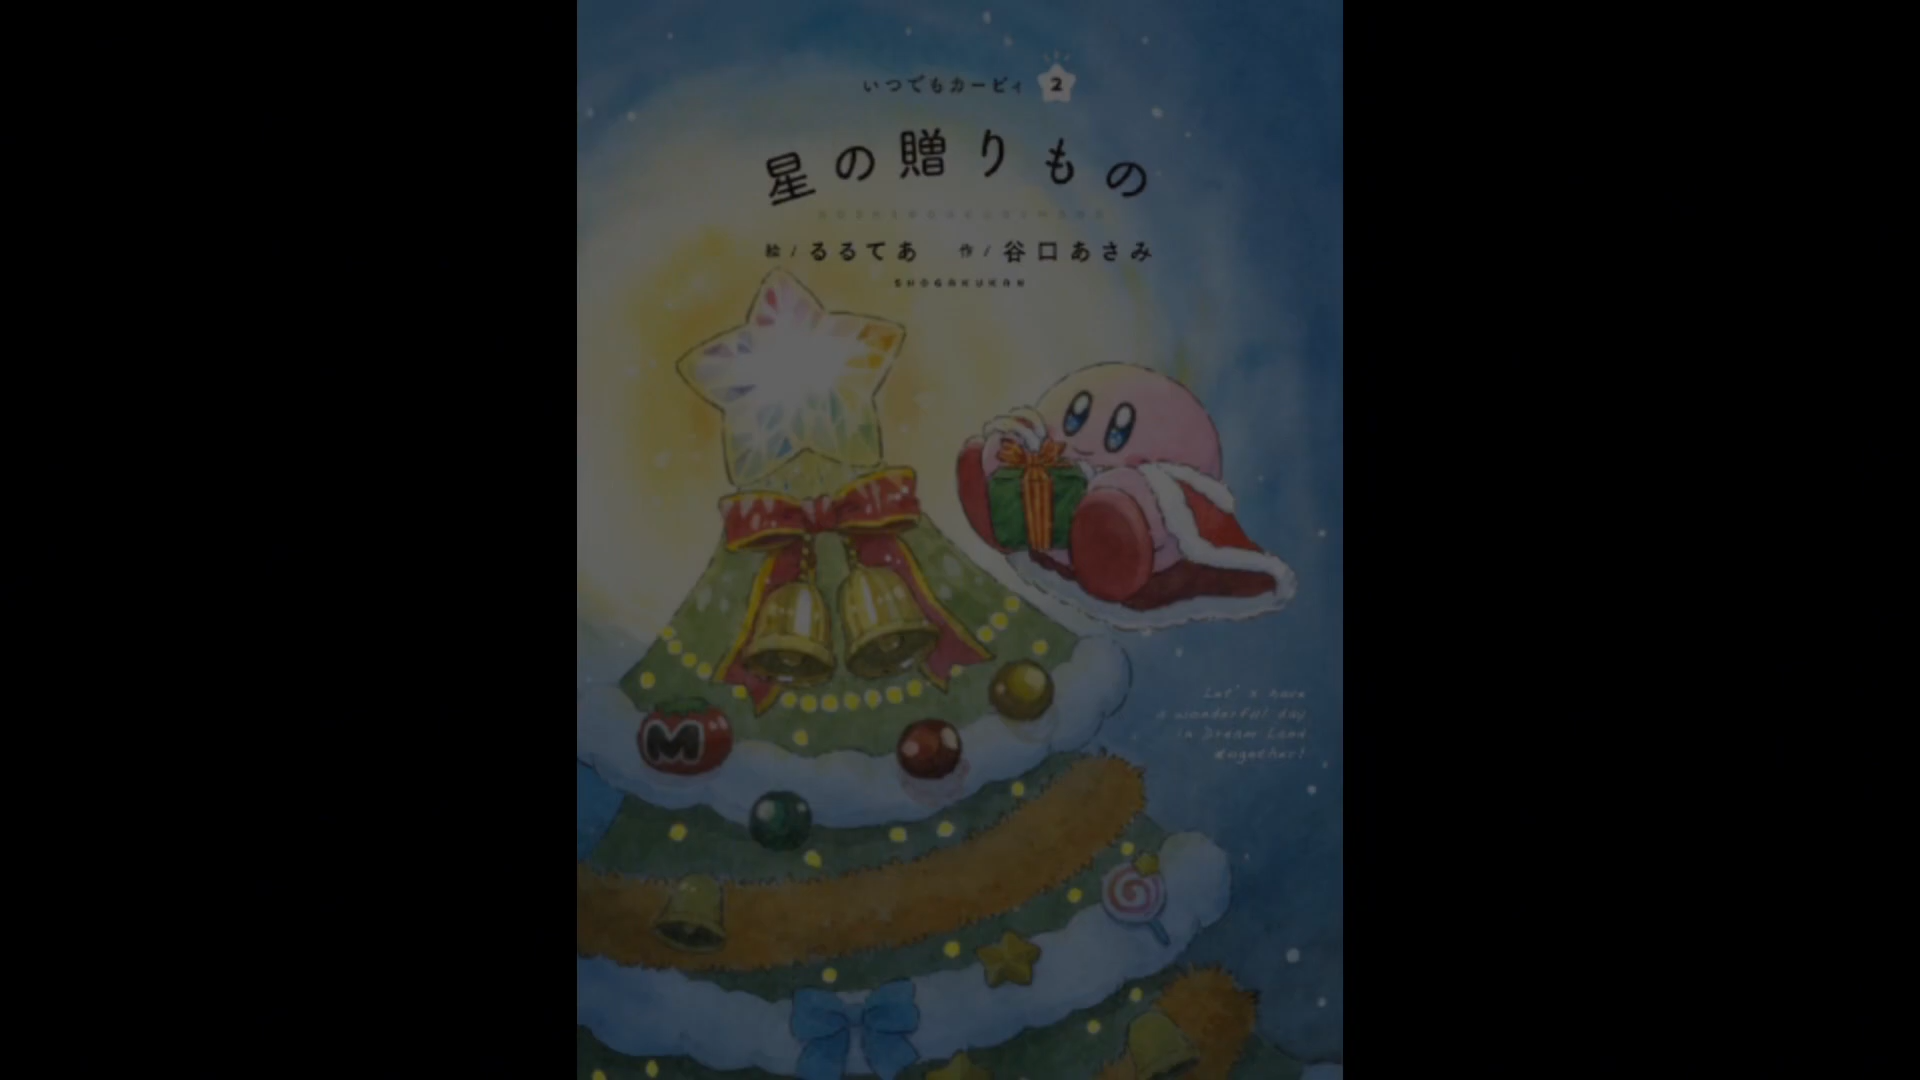 いつでもカービィ 2
星の贈りもの
HOSHINOOKURIMONO
絵/るるてあ 作/谷口あさみ
SHOGAKUKAN
M
Let's have
a wonderful day
in Dream Land
together!